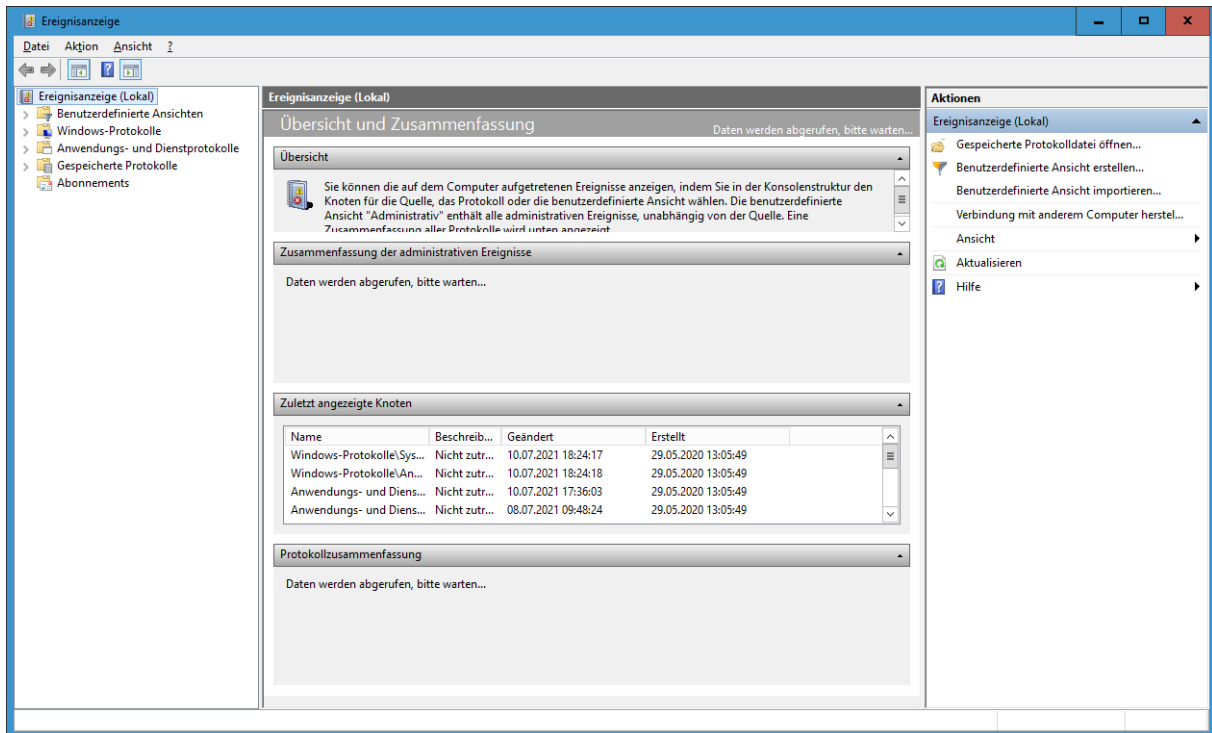 Ereignisanzeige
Datei Aktion Ansicht ?
Ereignisanzeige (Lokal)
Benutzerdefinierte Ansichten
Windows-Protokolle
Anwendungs- und Dienstprotokolle
Gespeicherte Protokolle
Abonnements
Ereignisanzeige (Lokal)
Übersicht und Zusammenfassung
Daten werden abgerufen, bitte warten...
Übersicht
Sie können die auf dem Computer aufgetretenen Ereignisse anzeigen, indem Sie in der Konsolenstruktur den
Knoten für die Quelle, das Protokoll oder die benutzerdefinierte Ansicht wählen. Die benutzerdefinierte
Ansicht "Administrativ" enthält alle administrativen Ereignisse, unabhängig von der Quelle. Eine
Zusammenfassung aller Protokolle wird unten angezeigt.
Zusammenfassung der administrativen Ereignisse
Daten werden abgerufen, bitte warten...
Zuletzt angezeigte Knoten
Name Beschreib... Geändert Erstellt
Windows-Protokolle\Sys... Nicht zutr... 10.07.2021 18:24:17 29.05.2020 13:05:49
Windows-Protokolle\An... Nicht zutr... 10.07.2021 18:24:18 29.05.2020 13:05:49
Anwendungs- und Diens... Nicht zutr... 10.07.2021 17:36:03 29.05.2020 13:05:49
Anwendungs- und Diens... Nicht zutr... 08.07.2021 09:48:24 29.05.2020 13:05:49
Protokollzusammenfassung
Daten werden abgerufen, bitte warten...
Aktionen
Ereignisanzeige (Lokal)
Gespeicherte Protokolldatei öffnen...
Benutzerdefinierte Ansicht erstellen...
Benutzerdefinierte Ansicht importieren...
Verbindung mit anderem Computer herstel...
Ansicht
Aktualisieren
Hilfe